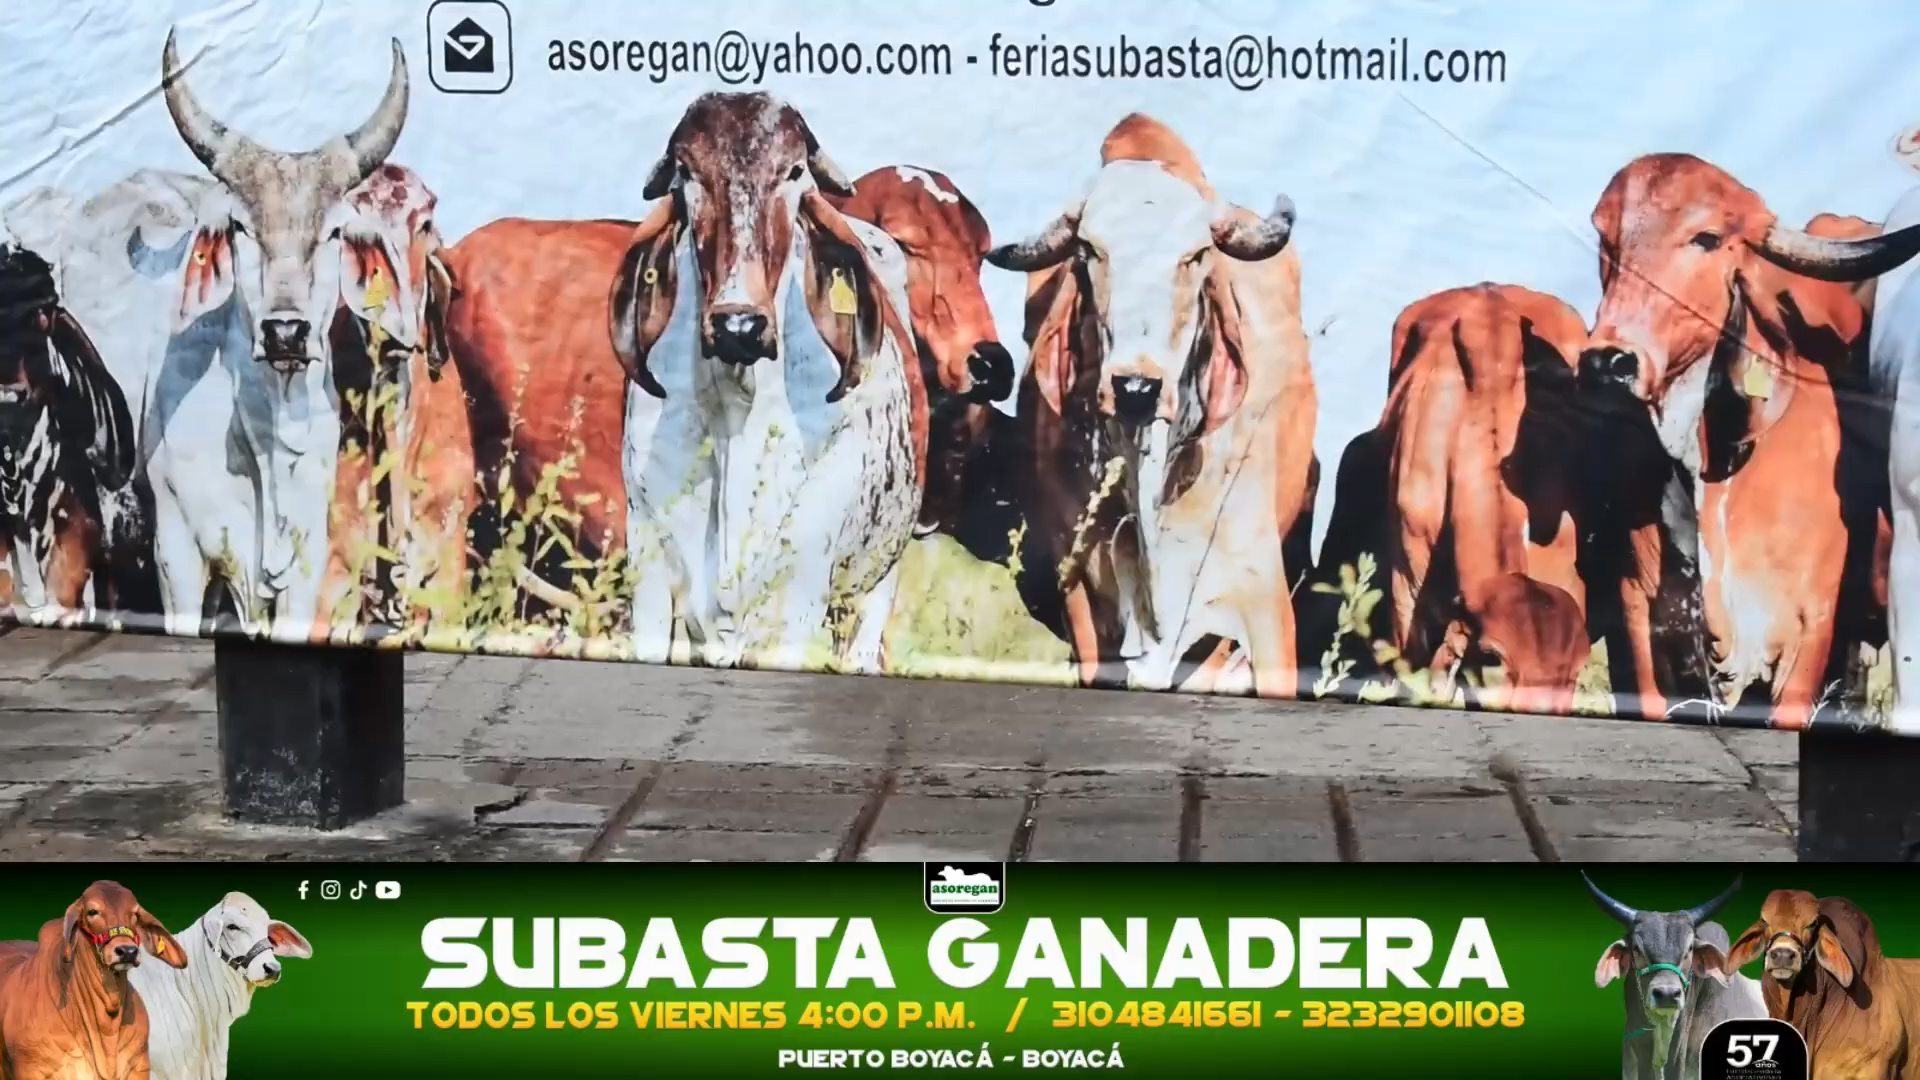 asoregan@yahoo.com - feriasubasta@hotmail.com
asoregan
SUBASTA GANADERA
TODOS LOS VIERNES 4:00 P.M. / 3104841661 - 3232901108
PUERTO BOYACÁ - BOYACÁ
57
años